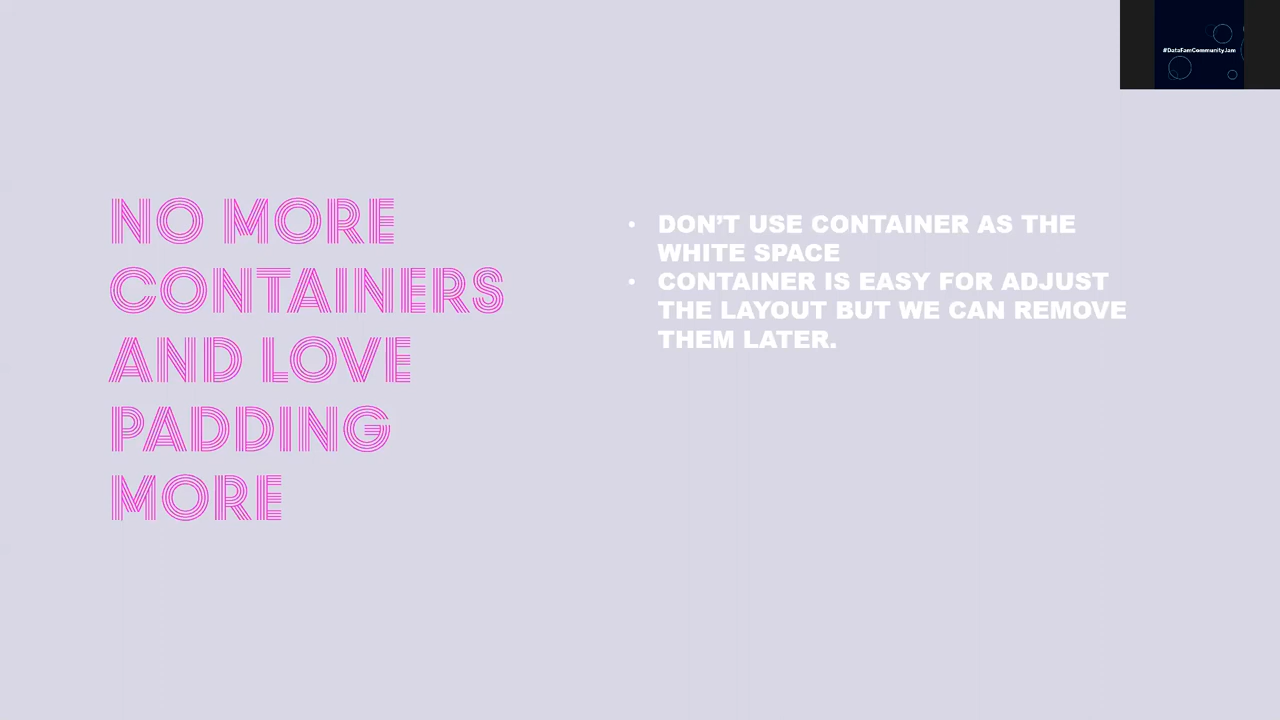 #DataFamCommunityJam
NO MORE
CONTAINERS
AND LOVE
PADDING
MORE
• DON’T USE CONTAINER AS THE
WHITE SPACE
• CONTAINER IS EASY FOR ADJUST
THE LAYOUT BUT WE CAN REMOVE
THEM LATER.